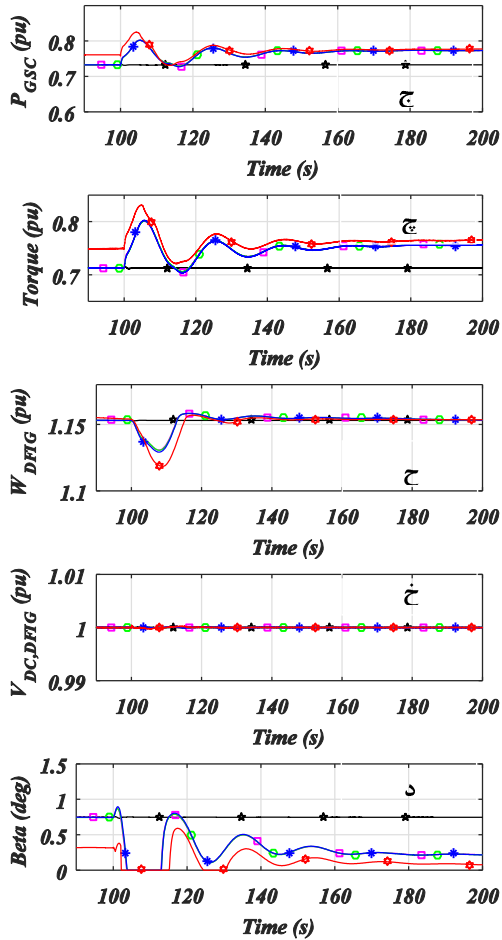 P_GSC (pu)
0.8
0.7
0.6
ج
100 120 140 160 180 200
Time (s)
Torque (pu)
0.8
0.7
چ
100 120 140 160 180 200
Time (s)
W_DFIG (pu)
1.15
1.1
ح
100 120 140 160 180 200
Time (s)
V_DC,DFIG (pu)
1.01
1
0.99
خ
100 120 140 160 180 200
Time (s)
Beta (deg)
1.5
1
0.5
0
د
100 120 140 160 180 200
Time (s)